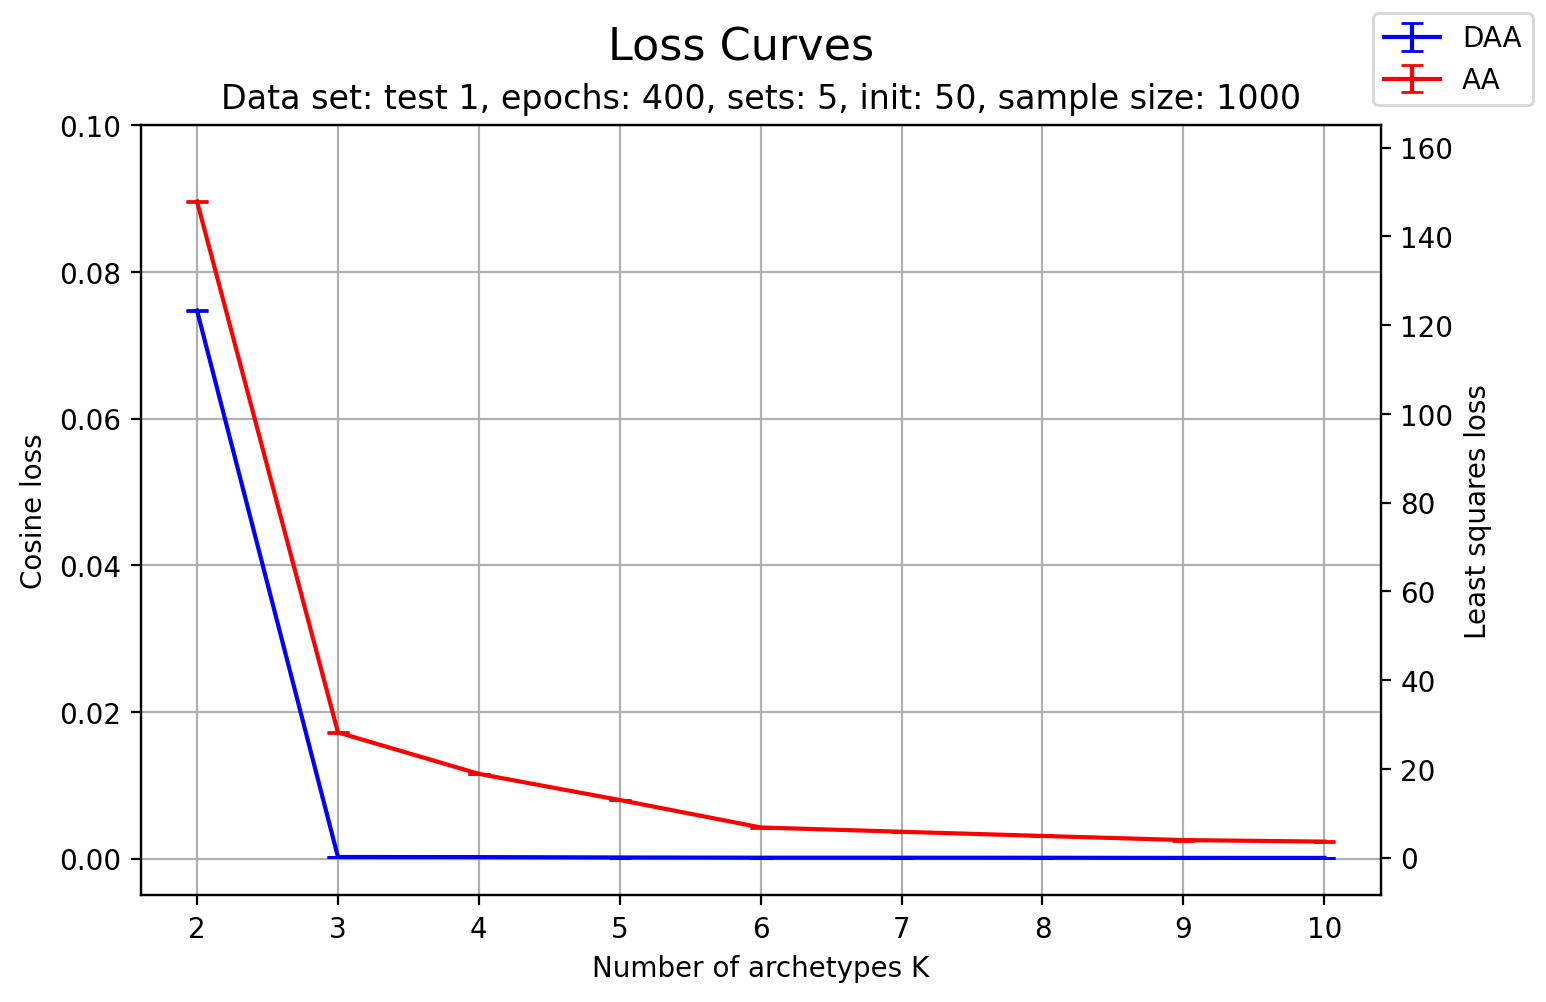 Loss Curves
Data set: test 1, epochs: 400, sets: 5, init: 50, sample size: 1000
DAA
AA
0.10
0.08
0.06
0.04
0.02
0.00
Cosine loss
160
140
120
100
80
60
40
20
0
Least squares loss
2 3 4 5 6 7 8 9 10
Number of archetypes K